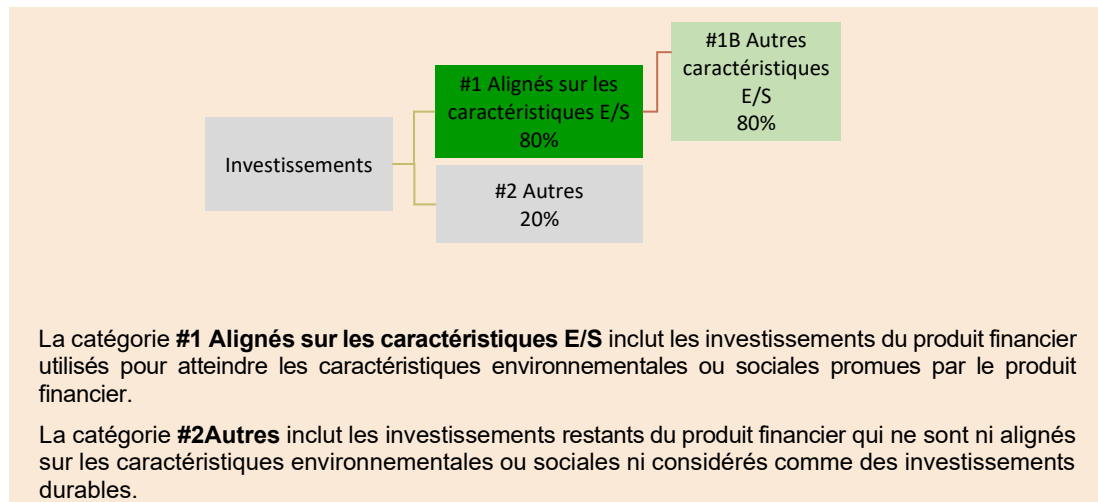 #1B Autres
caractéristiques
E/S
80%
#1 Alignés sur les
caractéristiques E/S
80%
Investissements
#2 Autres
20%
La catégorie #1 Alignés sur les caractéristiques E/S inclut les investissements du produit financier
utilisés pour atteindre les caractéristiques environnementales ou sociales promues par le produit
financier.
La catégorie #2Autres inclut les investissements restants du produit financier qui ne sont ni alignés
sur les caractéristiques environnementales ou sociales ni considérés comme des investissements
durables.